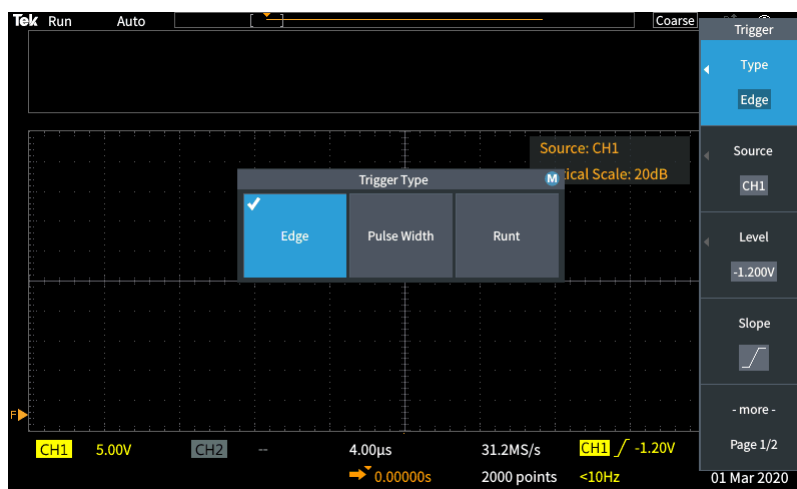 Tek Run Auto [ ] Coarse
Trigger
Type
Edge
Source
CH1
Level
-1.200V
Slope
- more -
Page 1/2
Source: CH1
ical Scale: 20dB
Trigger Type M
Edge Pulse Width Runt
F
CH1 5.00V CH2 -- 4.00µs 31.2MS/s CH1 -1.20V
0.00000s 2000 points <10Hz 01 Mar 2020